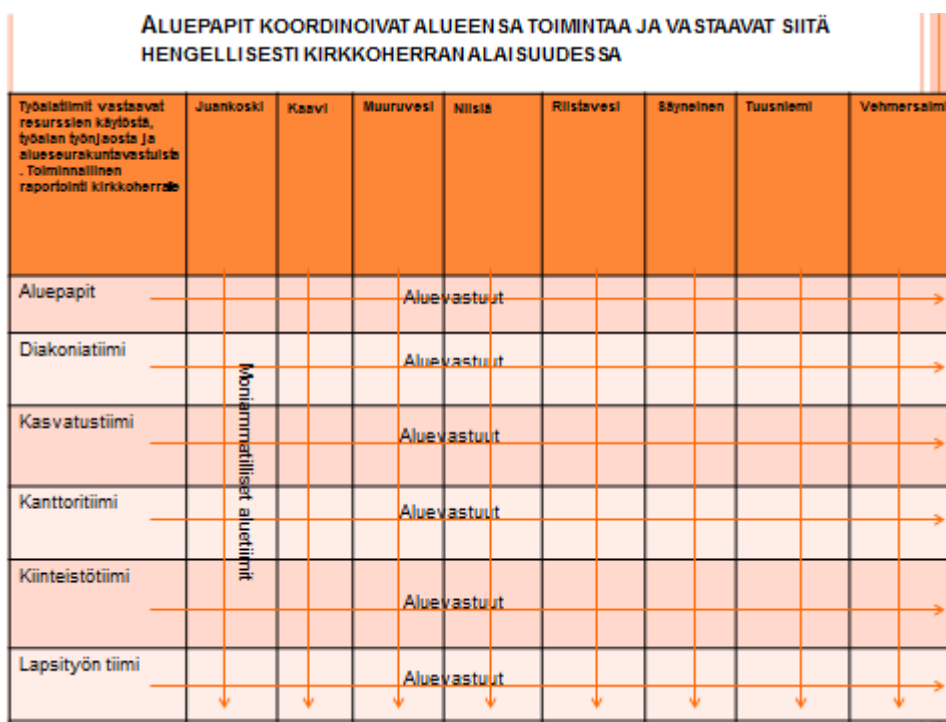 ALUEPAPIT KOORDINOIVAT ALUEENSA TOIMINTAA JA VASTAAVAT SIITÄ
HENGELLISESTI KIRKKOHERRAN ALAISUUDESSA
Työalatiimit vastaavat
resurssien käytöstä,
työalan työnjaosta ja
alueseurakuntavastuista
. Toiminnallinen
raportointi kirkkoherralle
Juankoski
Kaavi
Muuruvesi
Nilsiä
Riistavesi
Säyneinen
Tuusniemi
Vehmersalmi
Aluepapit
Aluevastuut
Diakoniatiimi
Aluevastuut
Kasvatustiimi
Aluevastuut
Kanttoritiimi
Aluevastuut
Kiinteistötiimi
Aluevastuut
Lapsityön tiimi
Aluevastuut
Moniammatilliset aluetiimit